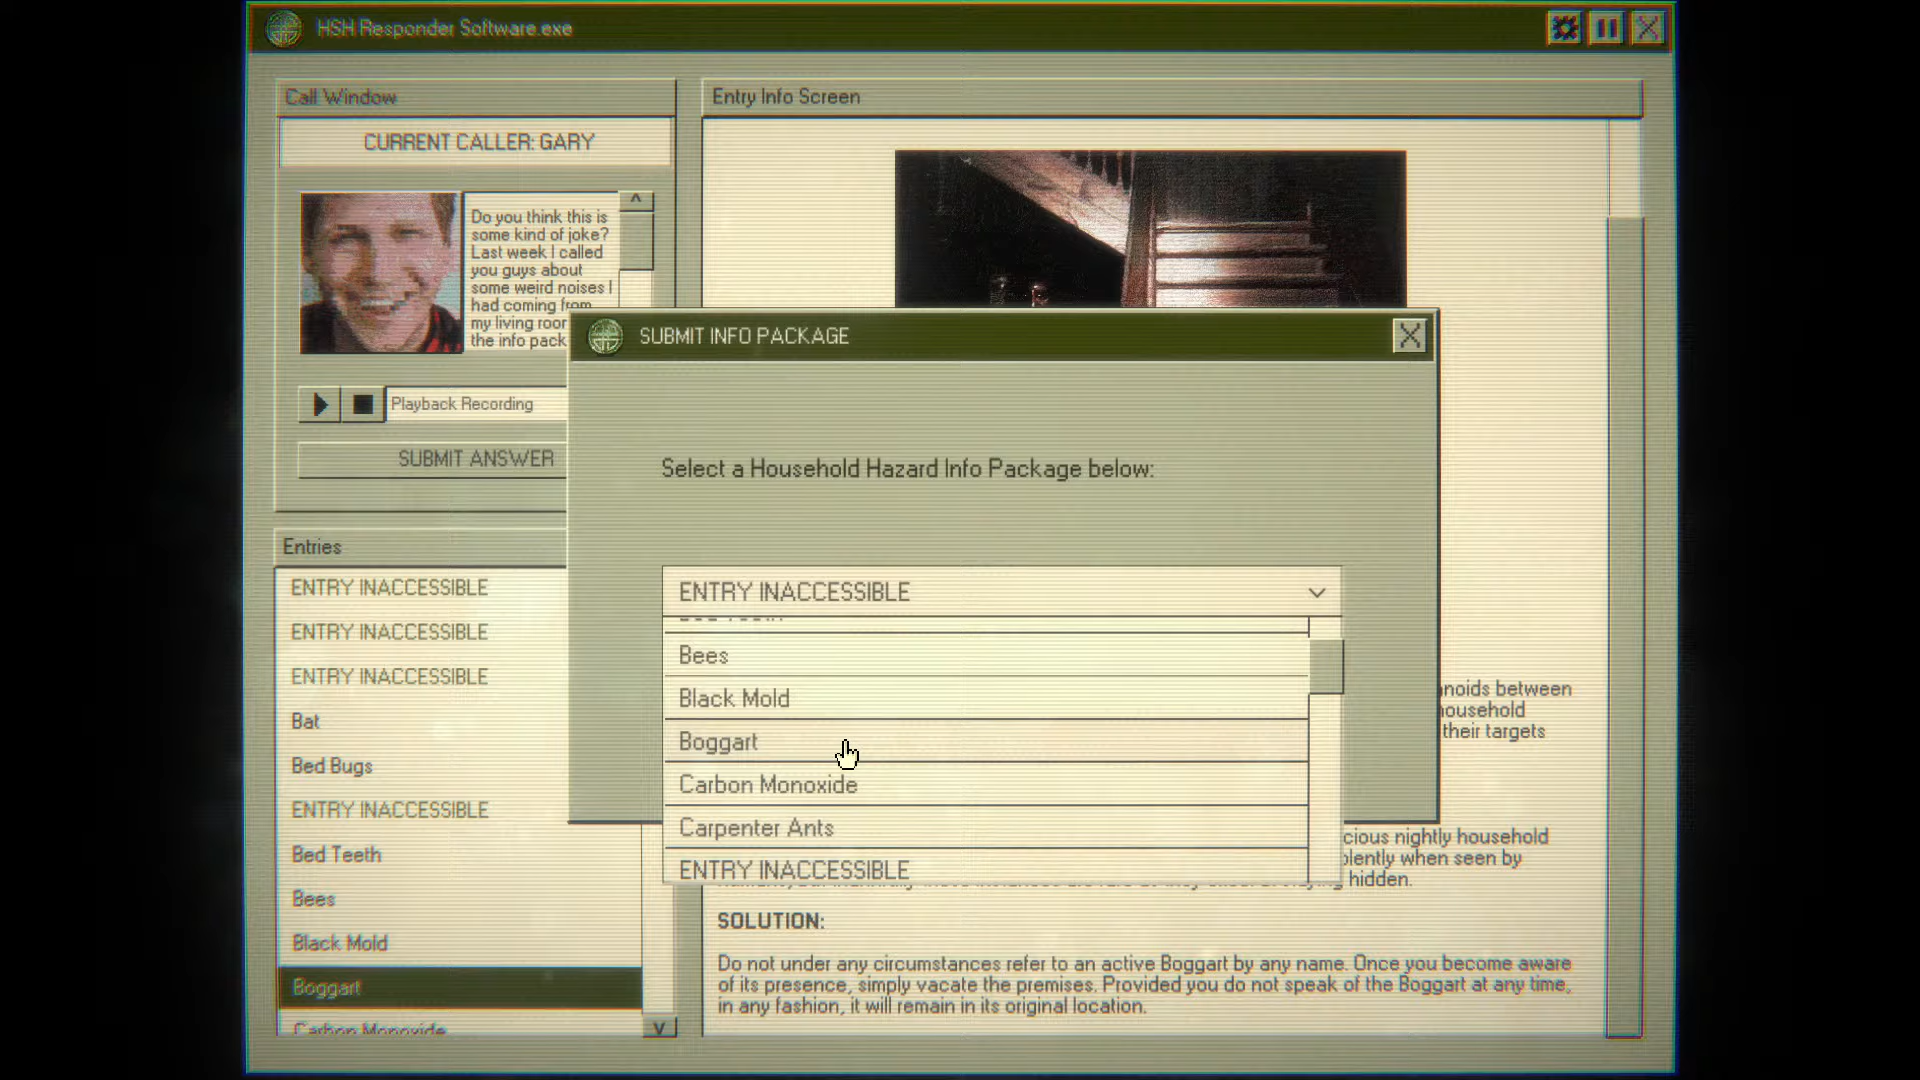 HSH Responder Software.exe
Call Window
CURRENT CALLER: GARY
Do you think this is
some kind of joke?
Last week I called
you guys about
some weird noises I
had coming from
my living roor
the info pack
Playback Recording
SUBMIT ANSWER
Entries
ENTRY INACCESSIBLE
ENTRY INACCESSIBLE
ENTRY INACCESSIBLE
Bat
Bed Bugs
ENTRY INACCESSIBLE
Bed Teeth
Bees
Black Mold
Boggart
Carbon Monoxide
V
Entry Info Screen
SUBMIT INFO PACKAGE
Select a Household Hazard Info Package below:
ENTRY INACCESSIBLE
Bees
Black Mold
Boggart
Carbon Monoxide
Carpenter Ants
ENTRY INACCESSIBLE
noids between
household
their targets
cious nightly household
olently when seen by
hidden.
SOLUTION:
Do not under any circumstances refer to an active Boggart by any name. Once you become aware
of its presence, simply vacate the premises. Provided you do not speak of the Boggart at any time,
in any fashion, it will remain in its original location.